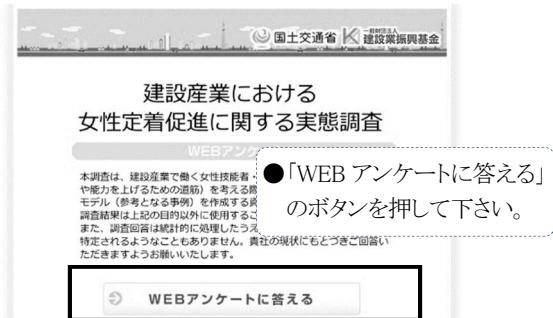 国土交通省 一般財団法人 建設業振興基金
建設産業における
女性定着促進に関する実態調査
WEBアンケ
本調査は、建設産業で働く女性技能者・
や能力を上げるための道筋）を考える際
モデル（参考となる事例）を作成する資
調査結果は上記の目的以外に使用するこ
また、調査回答は統計的に処理したうえ
特定されるようなこともありません。貴社の現状にもとづきご回答い
ただきますようお願いいたします。
●「WEB アンケートに答える」
のボタンを押して下さい。
WEBアンケートに答える